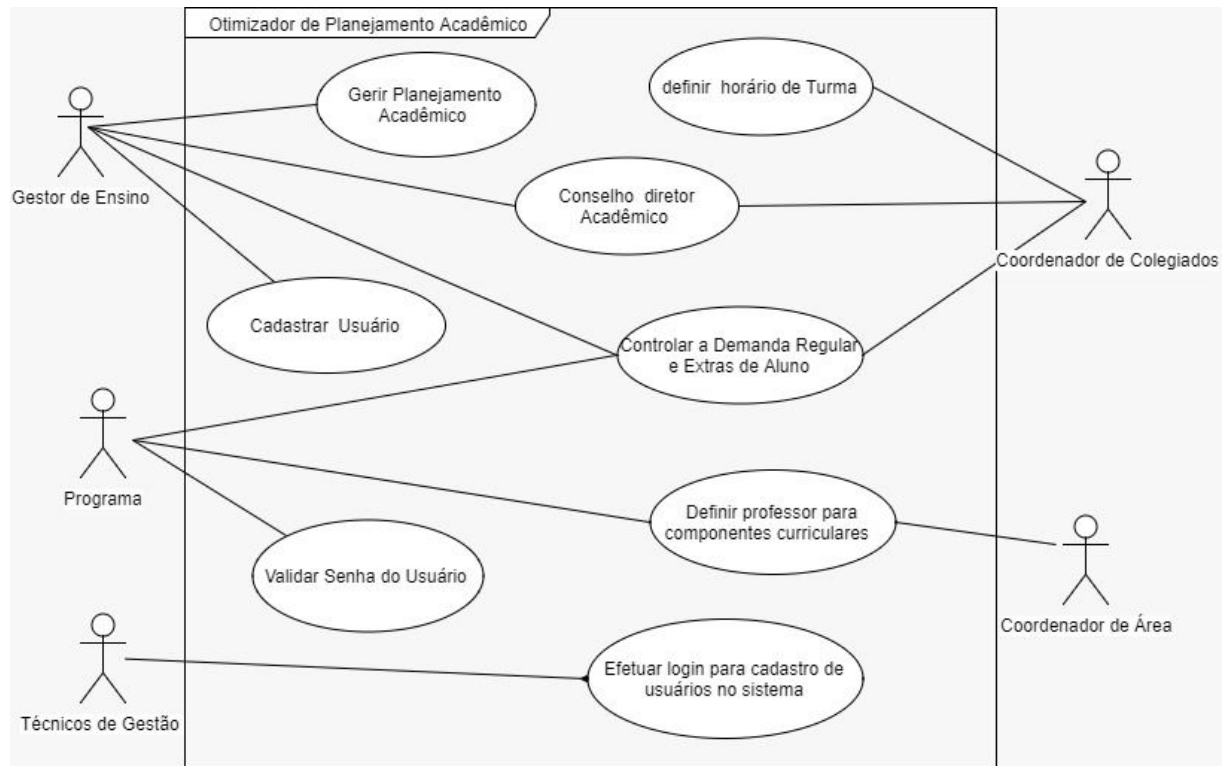 Otimizador de Planejamento Acadêmico
Gerir Planejamento
Acadêmico
definir horário de Turma
Gestor de Ensino
Conselho diretor
Acadêmico
Coordenador de Colegiados
Cadastrar Usuário
Controlar a Demanda Regular
e Extras de Aluno
Programa
Definir professor para
componentes curriculares
Validar Senha do Usuário
Coordenador de Área
Efetuar login para cadastro de
usuários no sistema
Técnicos de Gestão